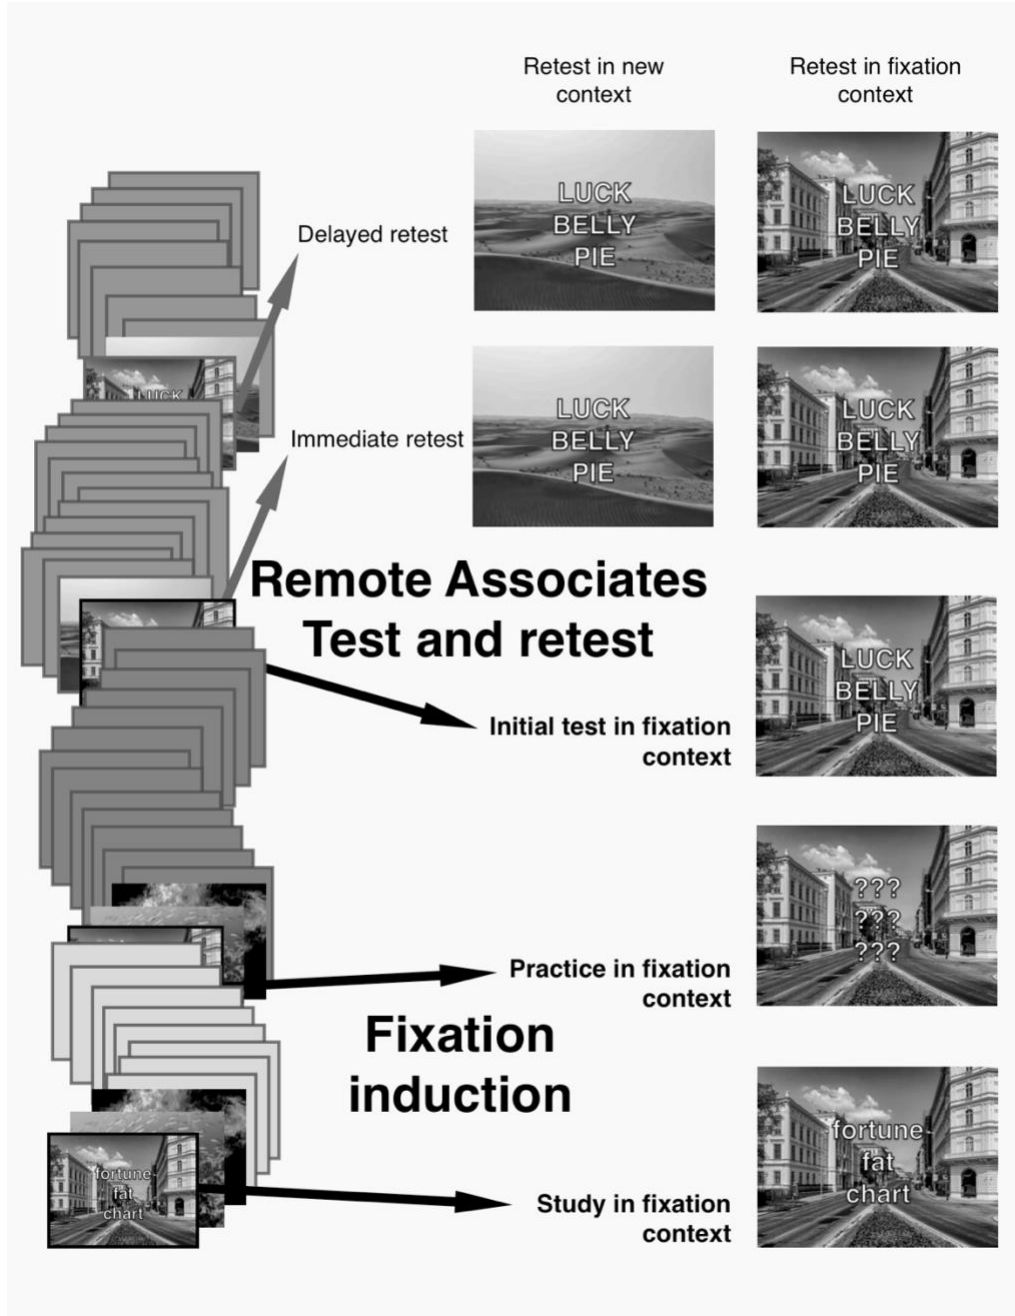 Retest in new
context
Retest in fixation
context
LUCK
BELLY
PIE
LUCK
BELLY
PIE
Delayed retest
LUCK
LUCK
BELLY
PIE
LUCK
BELLY
PIE
Immediate retest
Remote Associates
Test and retest
LUCK
BELLY
PIE
Initial test in fixation
context
???
???
???
Practice in fixation
context
Fixation
induction
fortune
fat
chart
fortune
fat
chart
Study in fixation
context